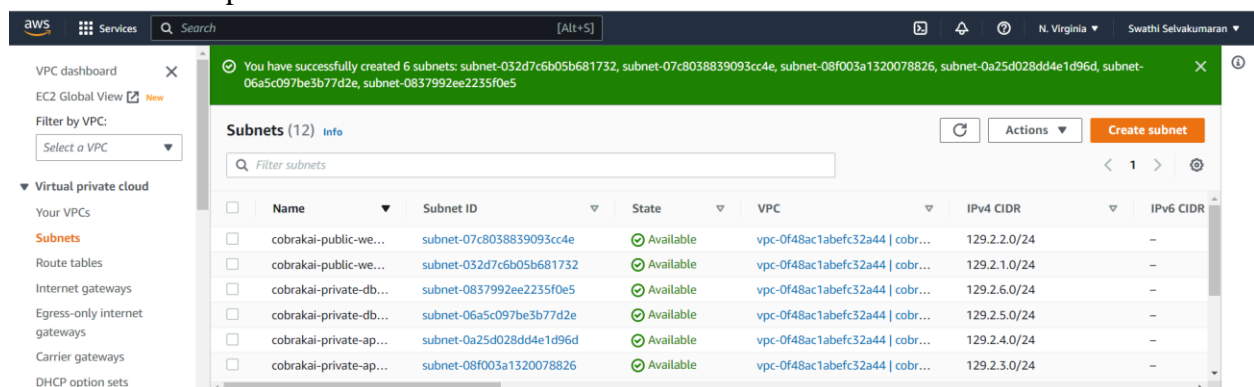 aws Services Search [Alt+S] N. Virginia ▼ Swathi Selvakumaran ▼
VPC dashboard
EC2 Global View New
Filter by VPC:
Select a VPC
▼ Virtual private cloud
Your VPCs
Subnets
Route tables
Internet gateways
Egress-only internet
gateways
Carrier gateways
DHCP option sets
You have successfully created 6 subnets: subnet-032d7c6b05b681732, subnet-07c8038839093cc4e, subnet-08f003a1320078826, subnet-0a25d028dd4e1d96d, subnet-
06a5c097be3b77d2e, subnet-0837992ee2235f0e5
Subnets (12) Info Actions ▼ Create subnet
Filter subnets < 1 >
Name Subnet ID State VPC IPv4 CIDR IPv6 CIDR
cobrakai-public-we... subnet-07c8038839093cc4e Available vpc-0f48ac1abefc32a44 | cobr... 129.2.2.0/24 –
cobrakai-public-we... subnet-032d7c6b05b681732 Available vpc-0f48ac1abefc32a44 | cobr... 129.2.1.0/24 –
cobrakai-private-db... subnet-0837992ee2235f0e5 Available vpc-0f48ac1abefc32a44 | cobr... 129.2.6.0/24 –
cobrakai-private-db... subnet-06a5c097be3b77d2e Available vpc-0f48ac1abefc32a44 | cobr... 129.2.5.0/24 –
cobrakai-private-ap... subnet-0a25d028dd4e1d96d Available vpc-0f48ac1abefc32a44 | cobr... 129.2.4.0/24 –
cobrakai-private-ap... subnet-08f003a1320078826 Available vpc-0f48ac1abefc32a44 | cobr... 129.2.3.0/24 –